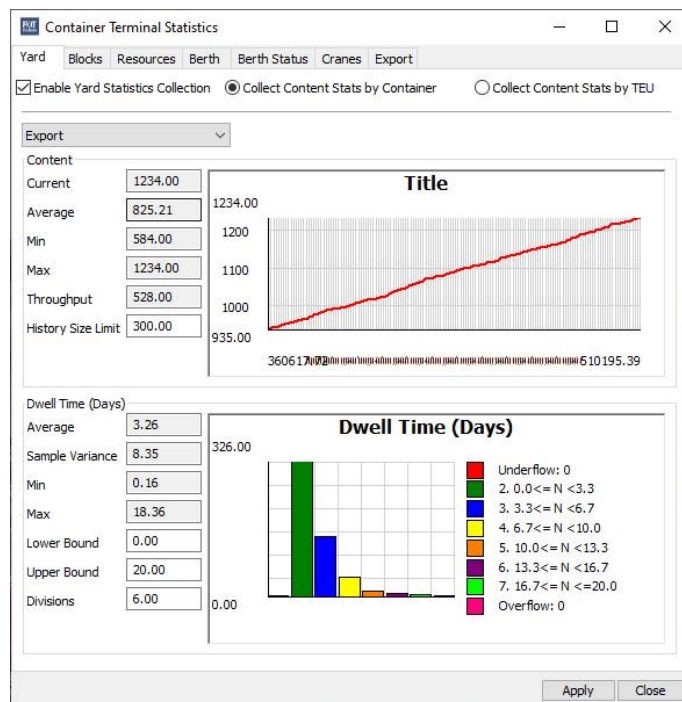 Container Terminal Statistics
Yard Blocks Resources Berth Berth Status Cranes Export
Enable Yard Statistics Collection Collect Content Stats by Container Collect Content Stats by TEU
Export
Content
Current 1234.00
Average 825.21
Min 584.00
Max 1234.00
Throughput 528.00
History Size Limit 300.00
Title
1234.00
1200
1100
1000
935.00
510195.39
Dwell Time (Days)
Average 3.26
Sample Variance 8.35
Min 0.16
Max 18.36
Lower Bound 0.00
Upper Bound 20.00
Divisions 6.00
Dwell Time (Days)
326.00
0.00
Underflow: 0
2. 0.0<= N <3.3
3. 3.3<= N <6.7
4. 6.7<= N <10.0
5. 10.0<= N <13.3
6. 13.3<= N <16.7
7. 16.7<= N <=20.0
Overflow: 0
Apply Close